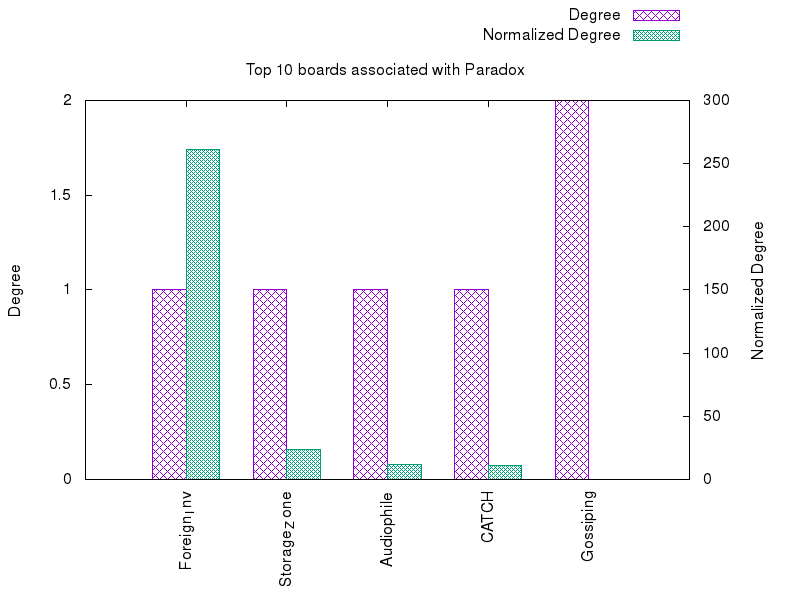 Degree
Normalized Degree
Top 10 boards associated with Paradox
2
1.5
1
0.5
0
300
250
200
150
100
50
0
Degree
Normalized Degree
Foreign_Inv
Storage_Zone
Audiophile
CATCH
Gossiping